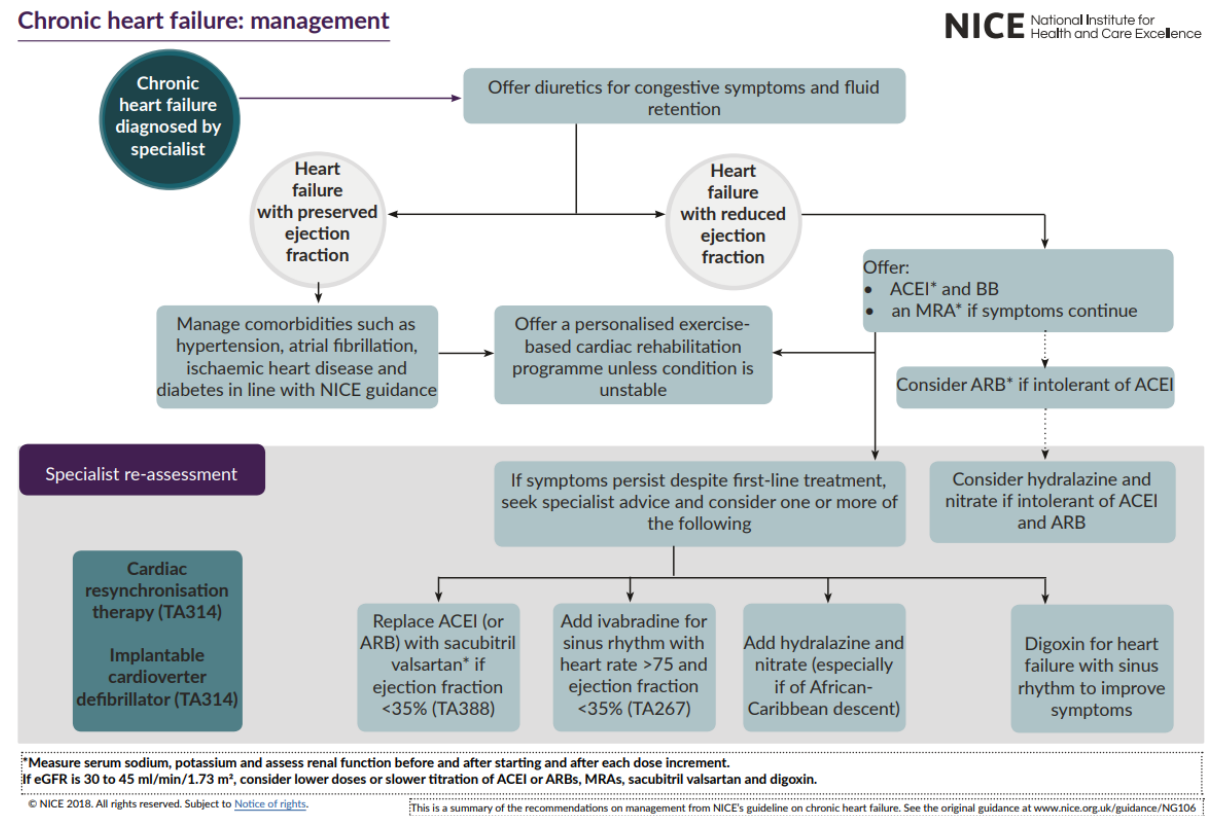 Chronic heart failure: management
NICE National Institute for
Health and Care Excellence
Chronic
heart failure
diagnosed by
specialist
Offer diuretics for congestive symptoms and fluid
retention
Heart
failure
with preserved
ejection
fraction
Heart
failure
with reduced
ejection
fraction
Offer:
• ACEI* and BB
• an MRA* if symptoms continue
Manage comorbidities such as
hypertension, atrial fibrillation,
ischaemic heart disease and
diabetes in line with NICE guidance
Offer a personalised exercise-
based cardiac rehabilitation
programme unless condition is
unstable
Consider ARB* if intolerant of ACEI
Specialist re-assessment
If symptoms persist despite first-line treatment,
seek specialist advice and consider one or more of
the following
Consider hydralazine and
nitrate if intolerant of ACEI
and ARB
Cardiac
resynchronisation
therapy (TA314)
Implantable
cardioverter
defibrillator (TA314)
Replace ACEI (or
ARB) with sacubitril
valsartan* if
ejection fraction
<35% (TA388)
Add ivabradine for
sinus rhythm with
heart rate >75 and
ejection fraction
<35% (TA267)
Add hydralazine and
nitrate (especially
if of African-
Caribbean descent)
Digoxin for heart
failure with sinus
rhythm to improve
symptoms
*Measure serum sodium, potassium and assess renal function before and after starting and after each dose increment.
If eGFR is 30 to 45 ml/min/1.73 m², consider lower doses or slower titration of ACEI or ARBs, MRAs, sacubitril valsartan and digoxin.
© NICE 2018. All rights reserved. Subject to Notice of rights.
This is a summary of the recommendations on management from NICE's guideline on chronic heart failure. See the original guidance at www.nice.org.uk/guidance/NG106